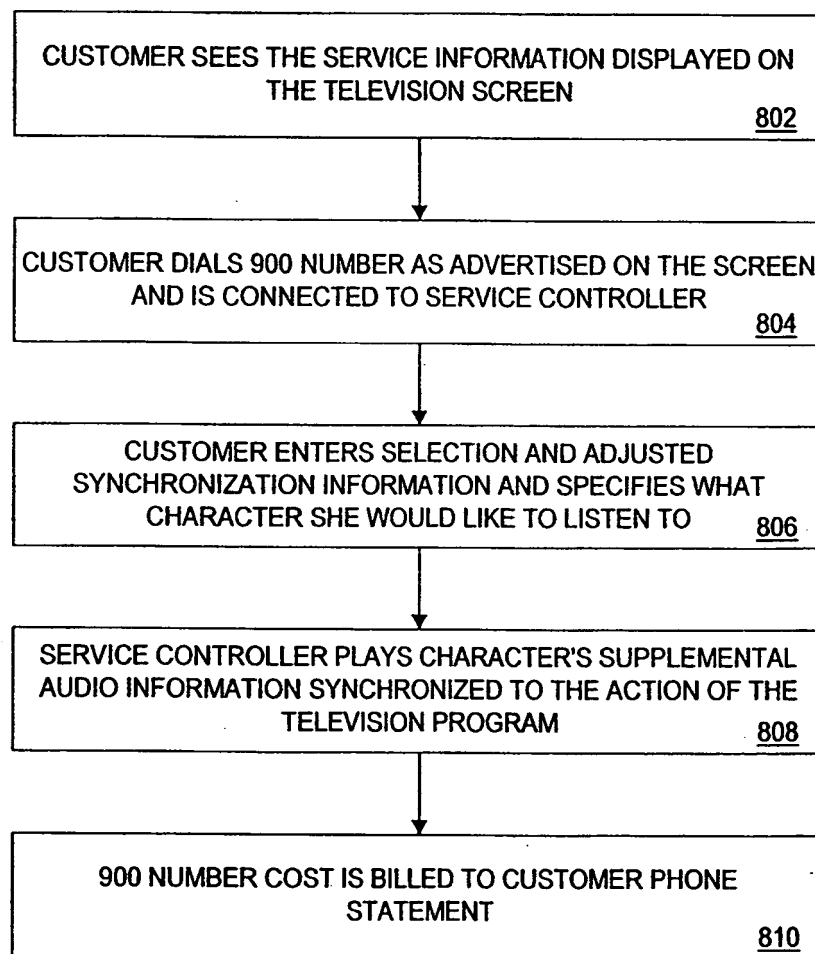 CUSTOMER SEES THE SERVICE INFORMATION DISPLAYED ON
THE TELEVISION SCREEN
802
CUSTOMER DIALS 900 NUMBER AS ADVERTISED ON THE SCREEN
AND IS CONNECTED TO SERVICE CONTROLLER
804
CUSTOMER ENTERS SELECTION AND ADJUSTED
SYNCHRONIZATION INFORMATION AND SPECIFIES WHAT
CHARACTER SHE WOULD LIKE TO LISTEN TO
806
SERVICE CONTROLLER PLAYS CHARACTER'S SUPPLEMENTAL
AUDIO INFORMATION SYNCHRONIZED TO THE ACTION OF THE
TELEVISION PROGRAM
808
900 NUMBER COST IS BILLED TO CUSTOMER PHONE
STATEMENT
810